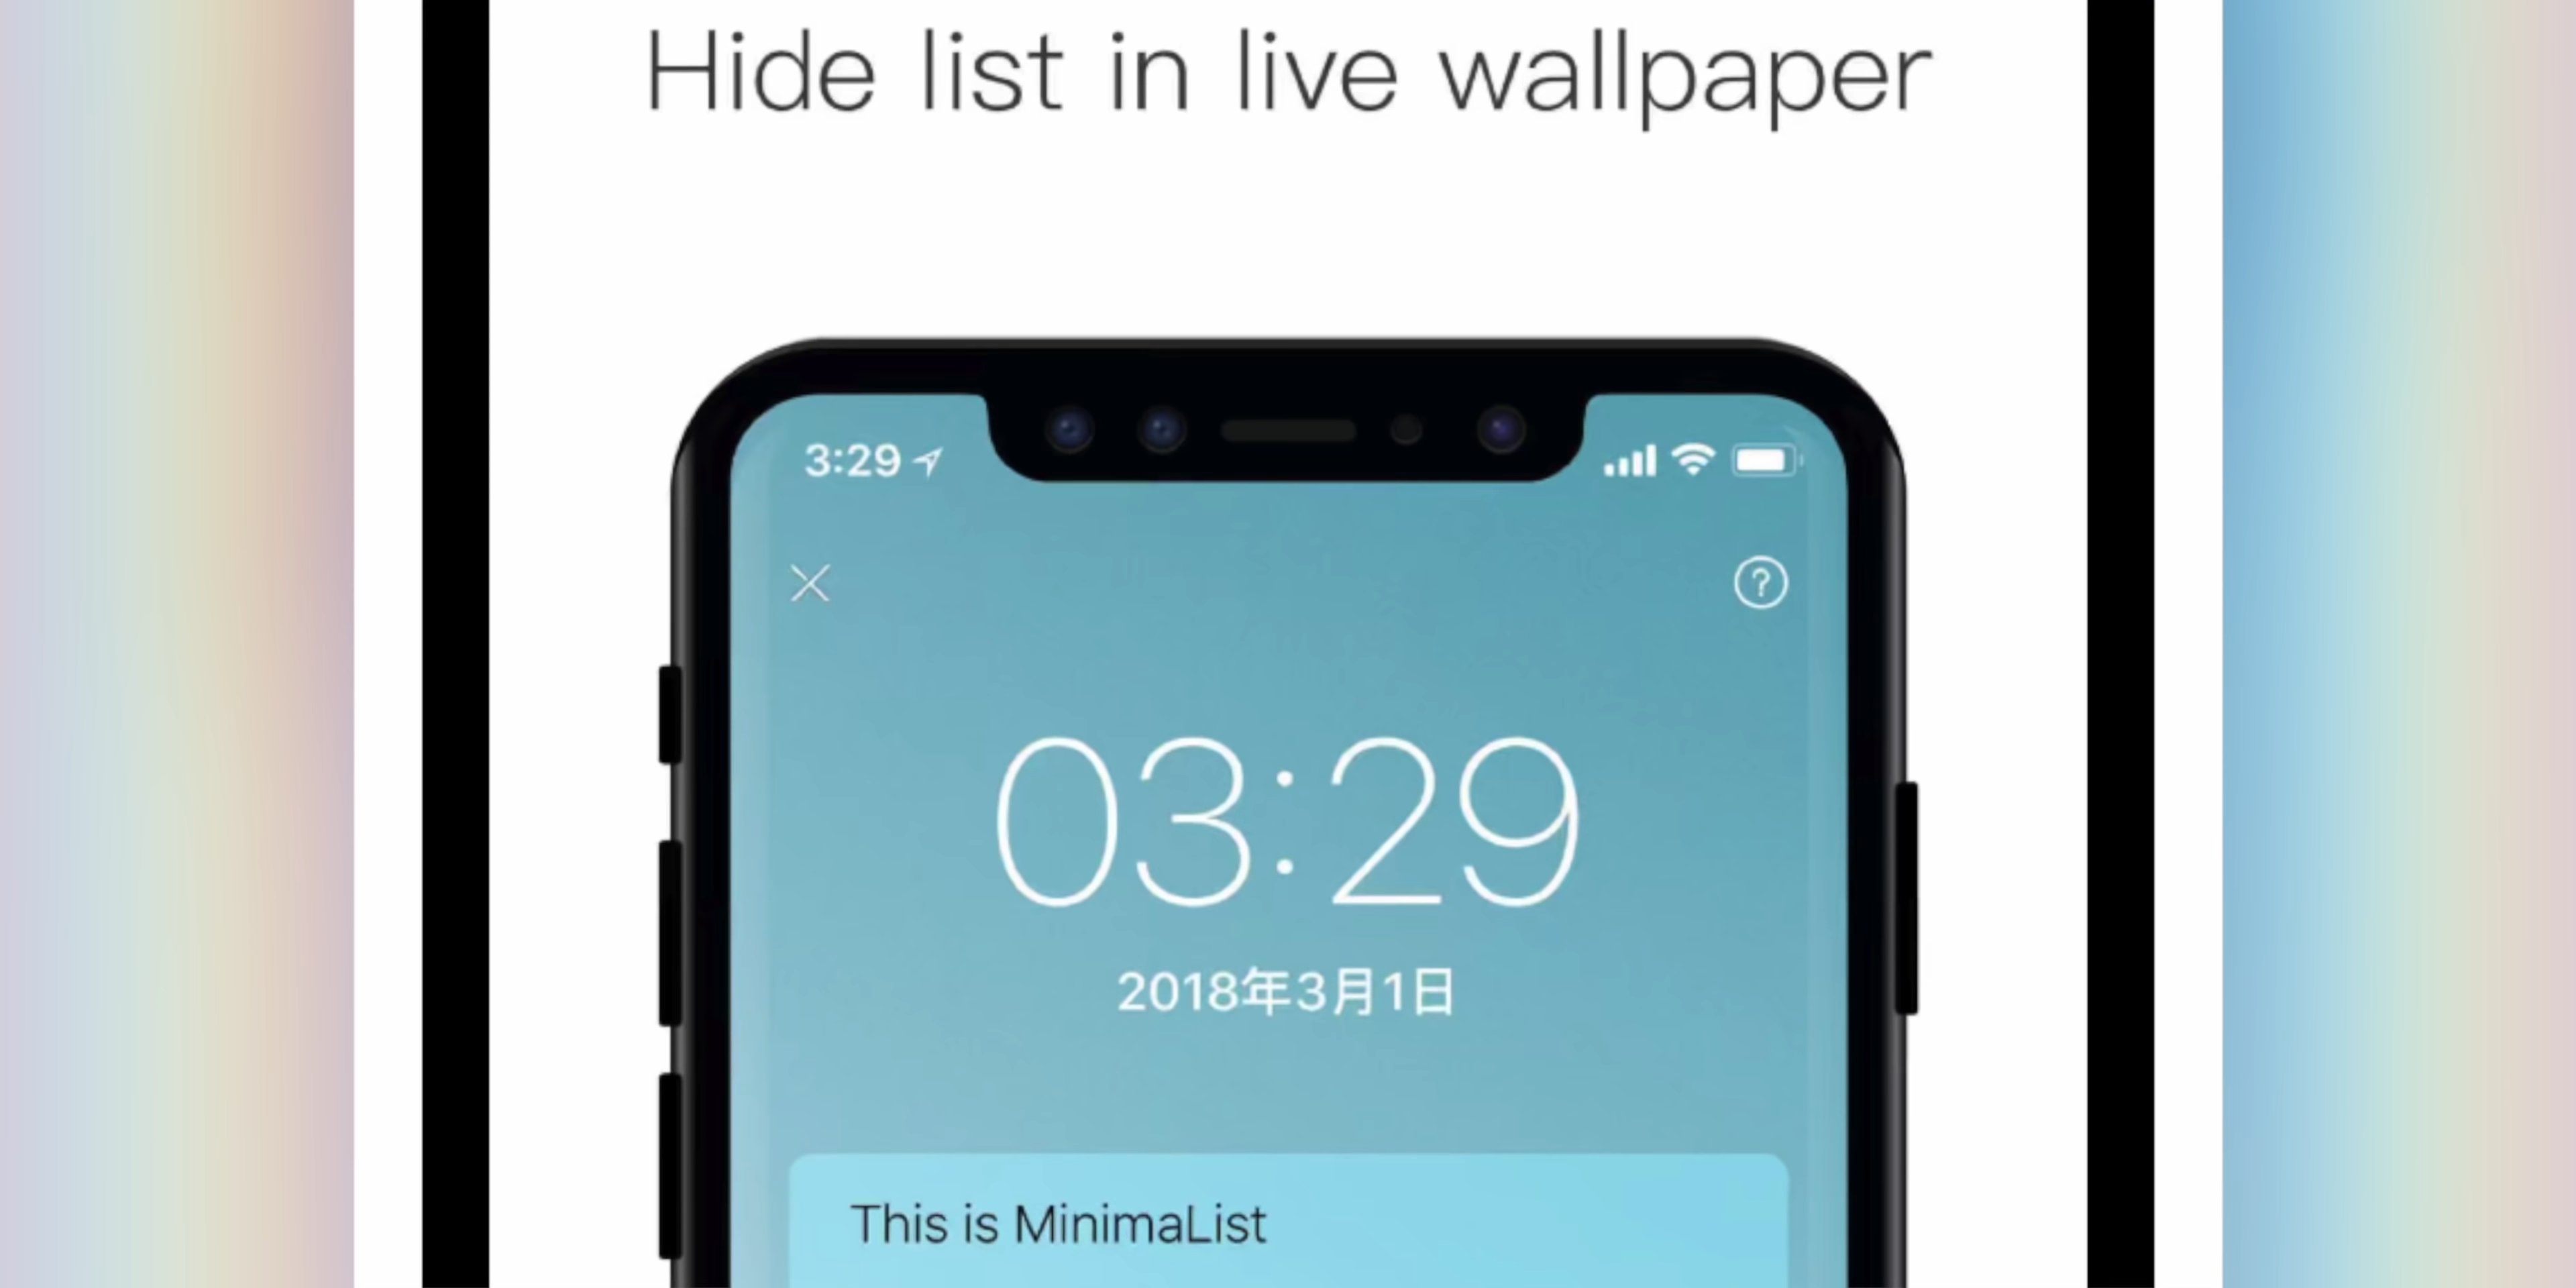 Hide list in live wallpaper
3:29
?
03:29
2018年3月1日
This is MinimaList